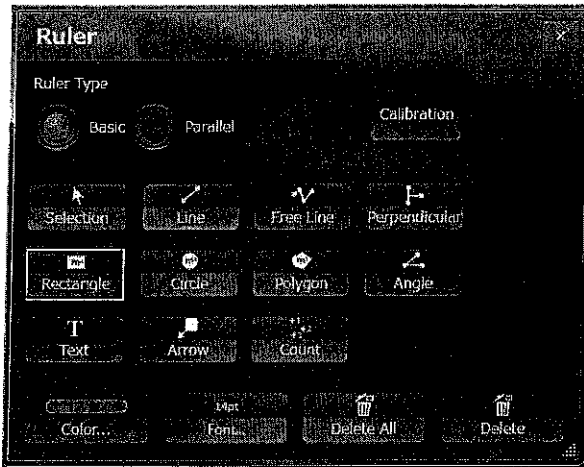 Ruler
Ruler Type
Basic Parallel Calibration
Selection Line Free Line Perpendicular
Rectangle Circle Polygon Angle
T
Text Arrow Count
14pt
Color... Font... Delete All Delete